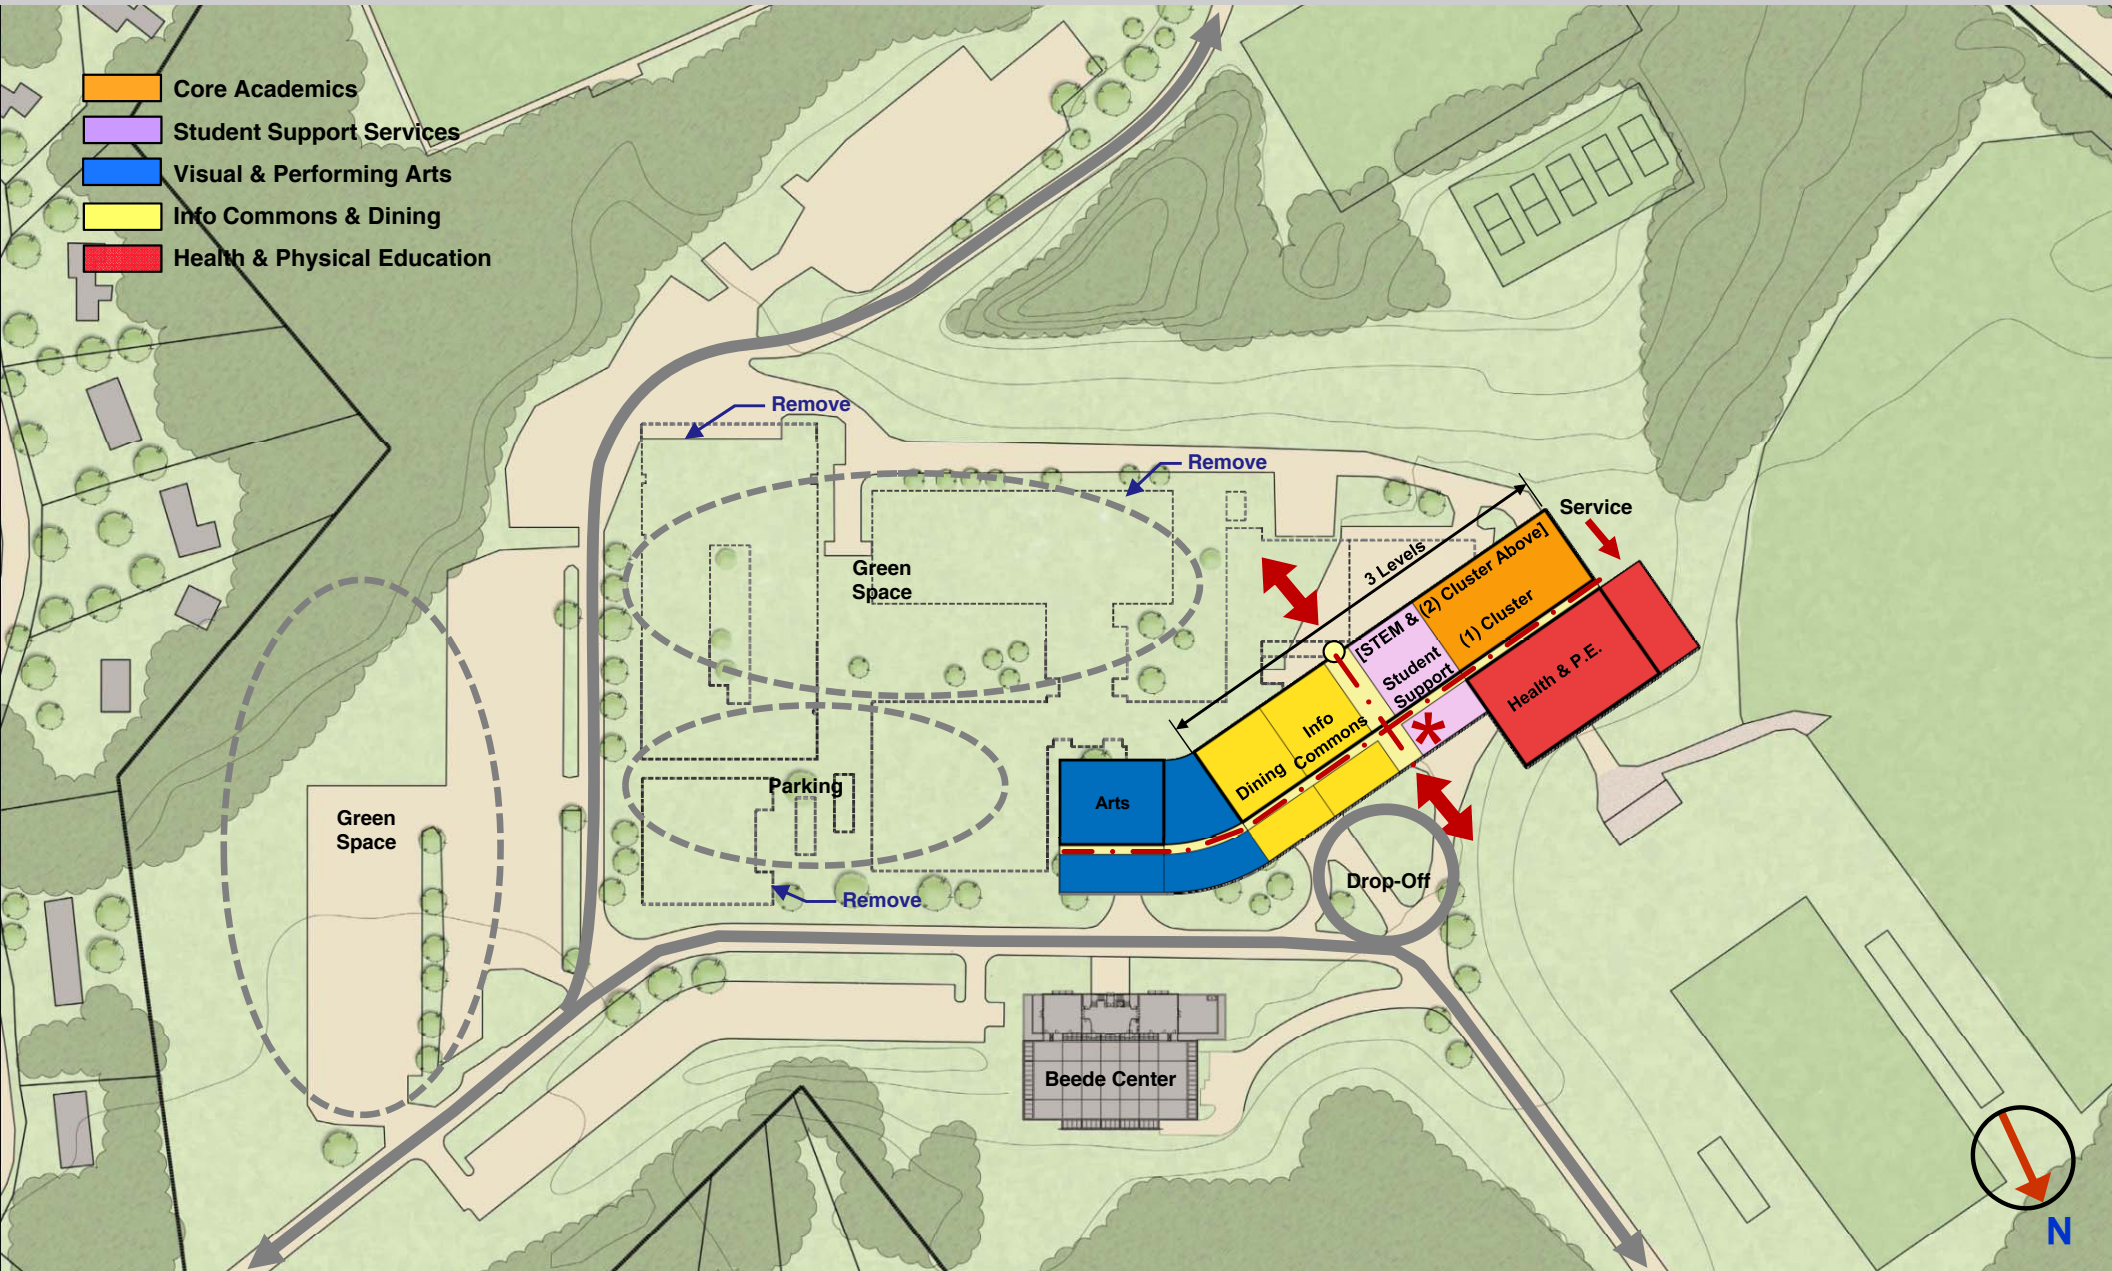 Core Academics
Student Support Services
Visual & Performing Arts
Info Commons & Dining
Health & Physical Education
Remove
Remove
Service
3 Levels
[STEM & (2) Cluster Above]
(1) Cluster
Green
Space
Student
Support
Health & P.E.
*
Info
Commons
Dining
Parking
Arts
Green
Space
Drop-Off
Remove
Beede Center
N